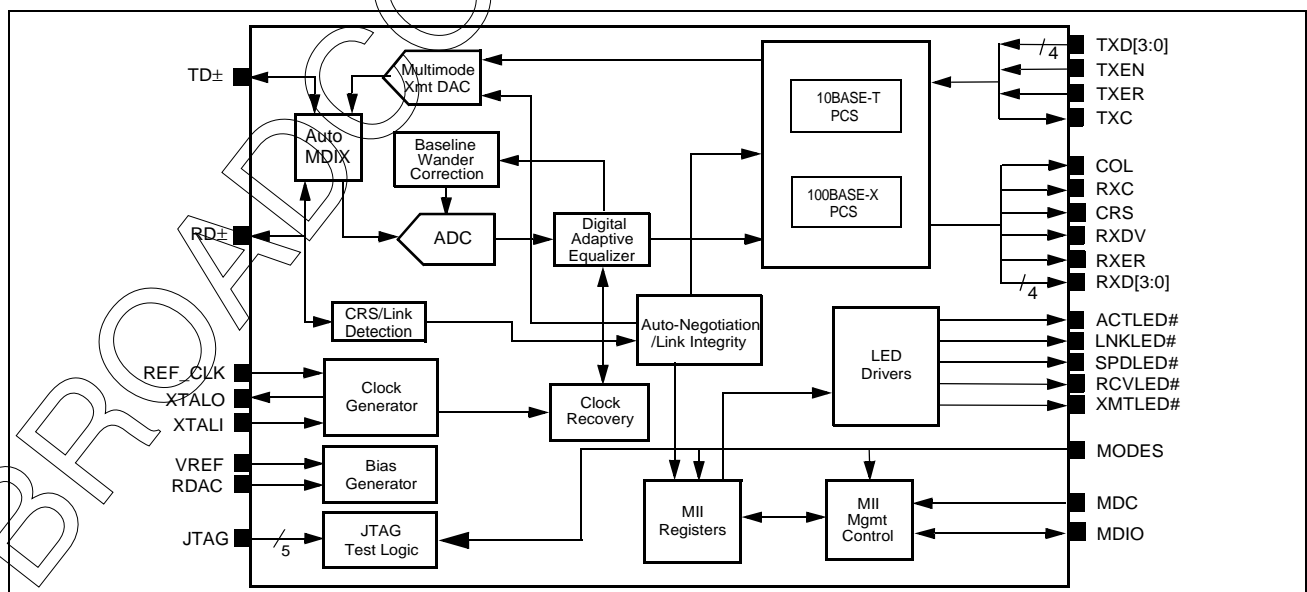 TD±
RD±
REF_CLK
XTALO
XTALI
VREF
RDAC
JTAG
5
Multimode
Xmt DAC
Auto
MDIX
Baseline
Wander
Correction
ADC
Digital
Adaptive
Equalizer
CRS/Link
Detection
Clock
Generator
Clock
Recovery
Bias
Generator
JTAG
Test Logic
10BASE-T
PCS
100BASE-X
PCS
Auto-Negotiation
/Link Integrity
LED
Drivers
MII
Registers
MII
Mgmt
Control
4
TXD[3:0]
TXEN
TXER
TXC
COL
RXC
CRS
RXDV
RXER
4
RXD[3:0]
ACTLED#
LNKLED#
SPDLED#
RCVLED#
XMTLED#
MODES
MDC
MDIO
BROADCO